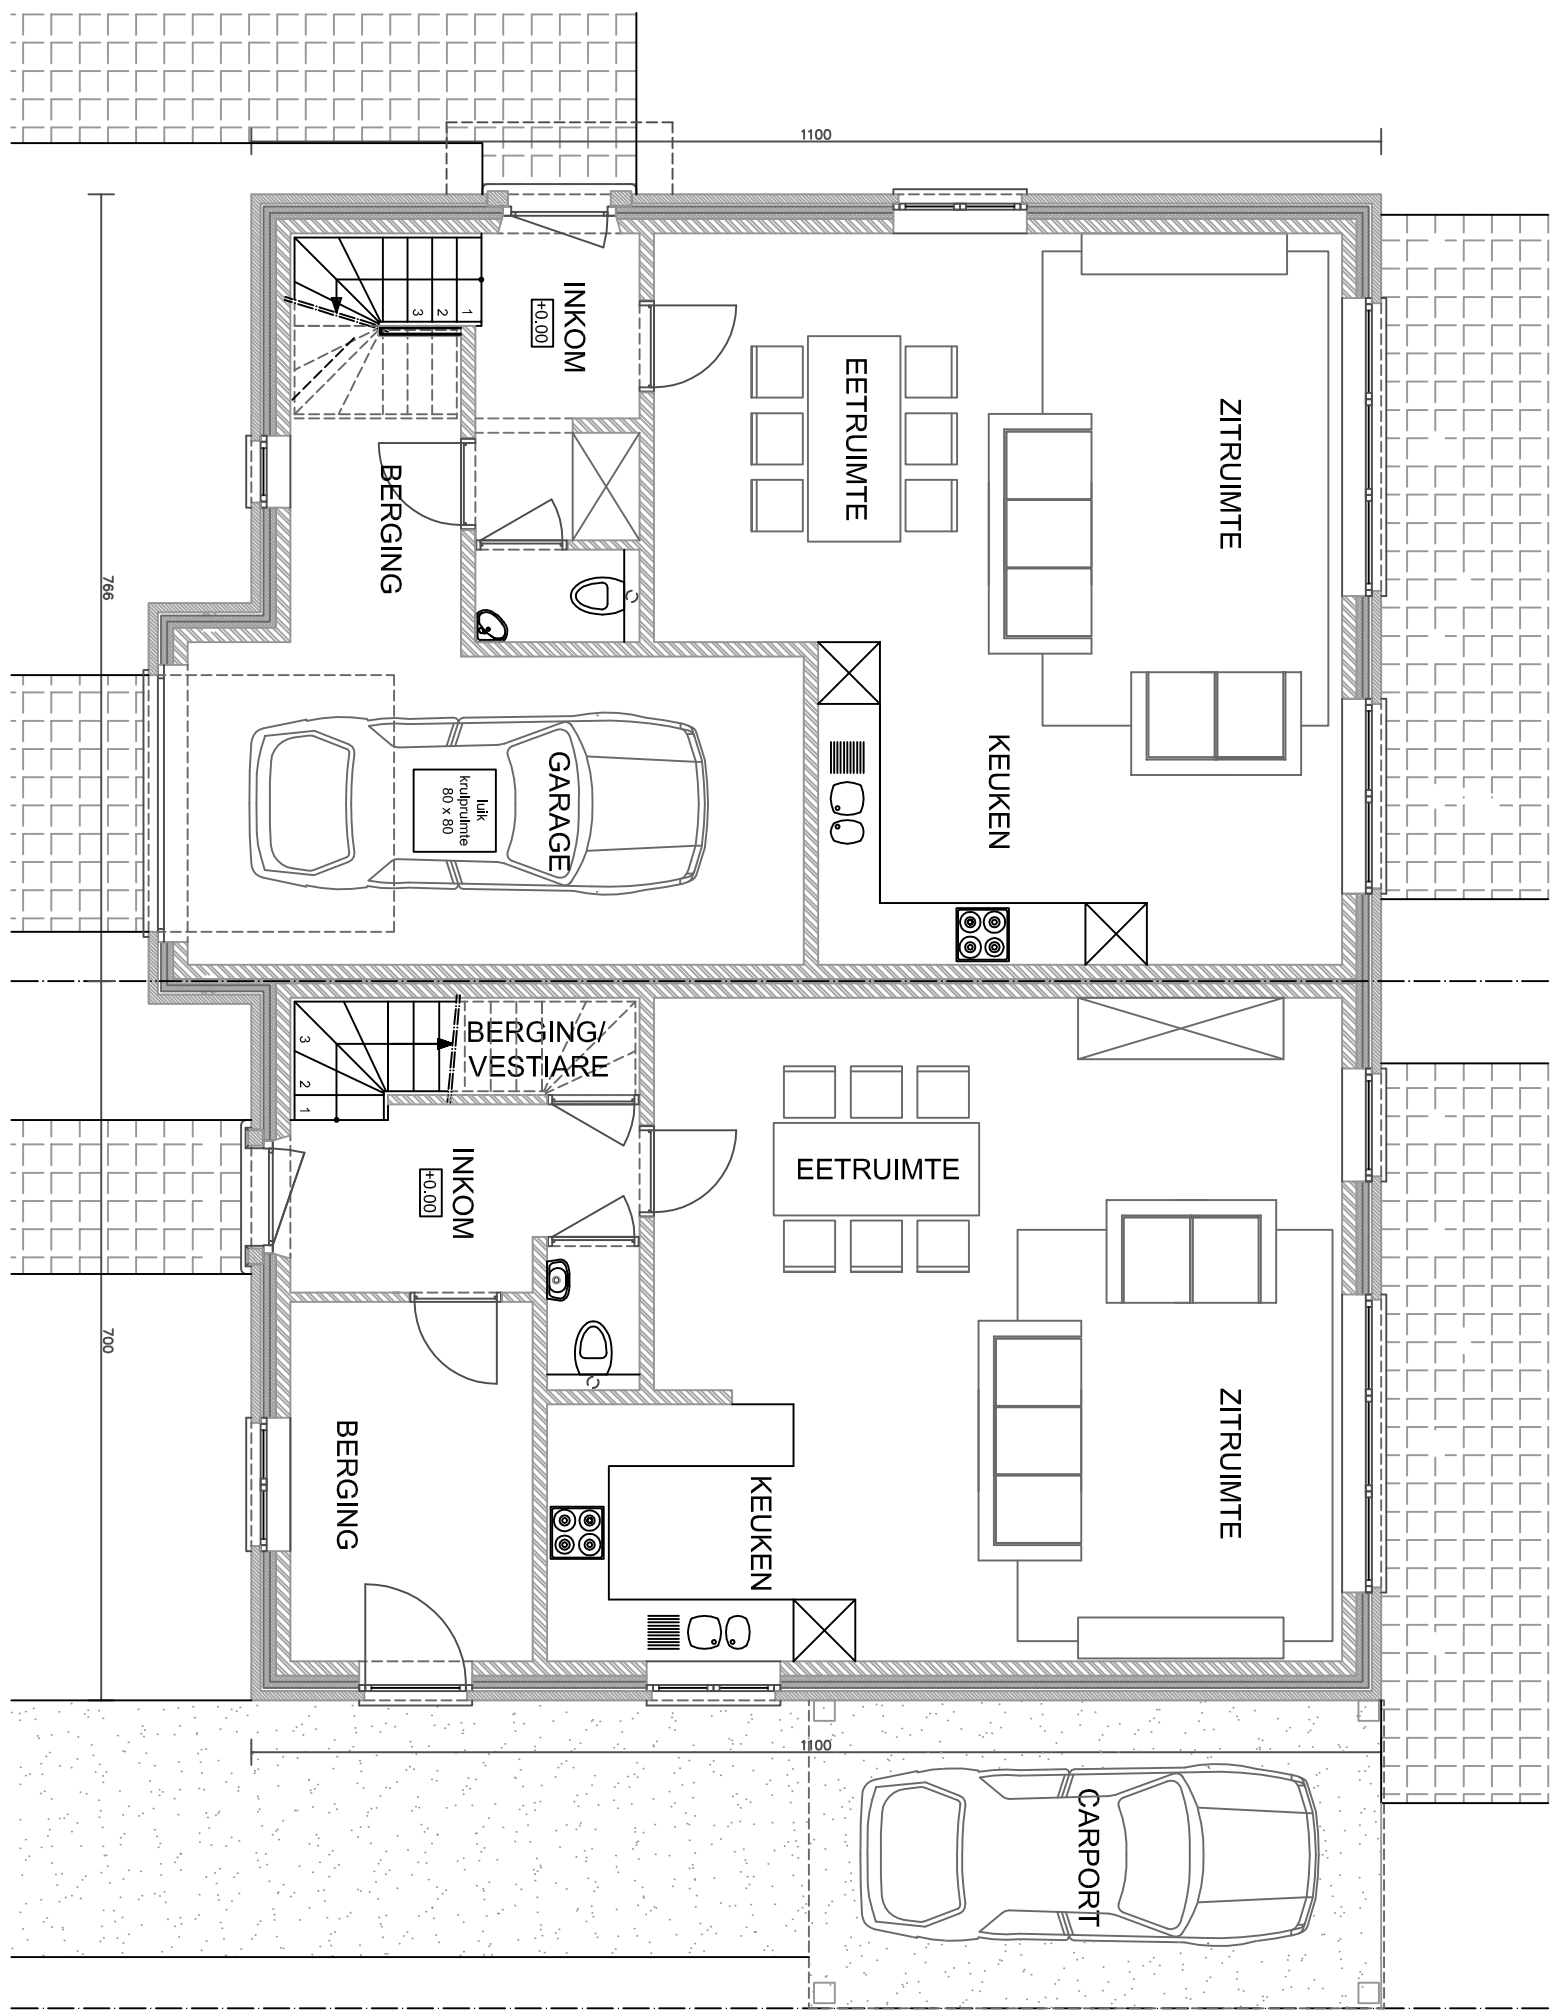 1100
INKOM
+0.00
1
2
3
EETRUIMTE
ZITRUIMTE
BERGING
766
KEUKEN
GARAGE
luik
kruipruimte
80 x 80
BERGING/
VESTIARE
3
2
1
INKOM
+0.00
EETRUIMTE
700
ZITRUIMTE
BERGING
KEUKEN
1100
CARPORT